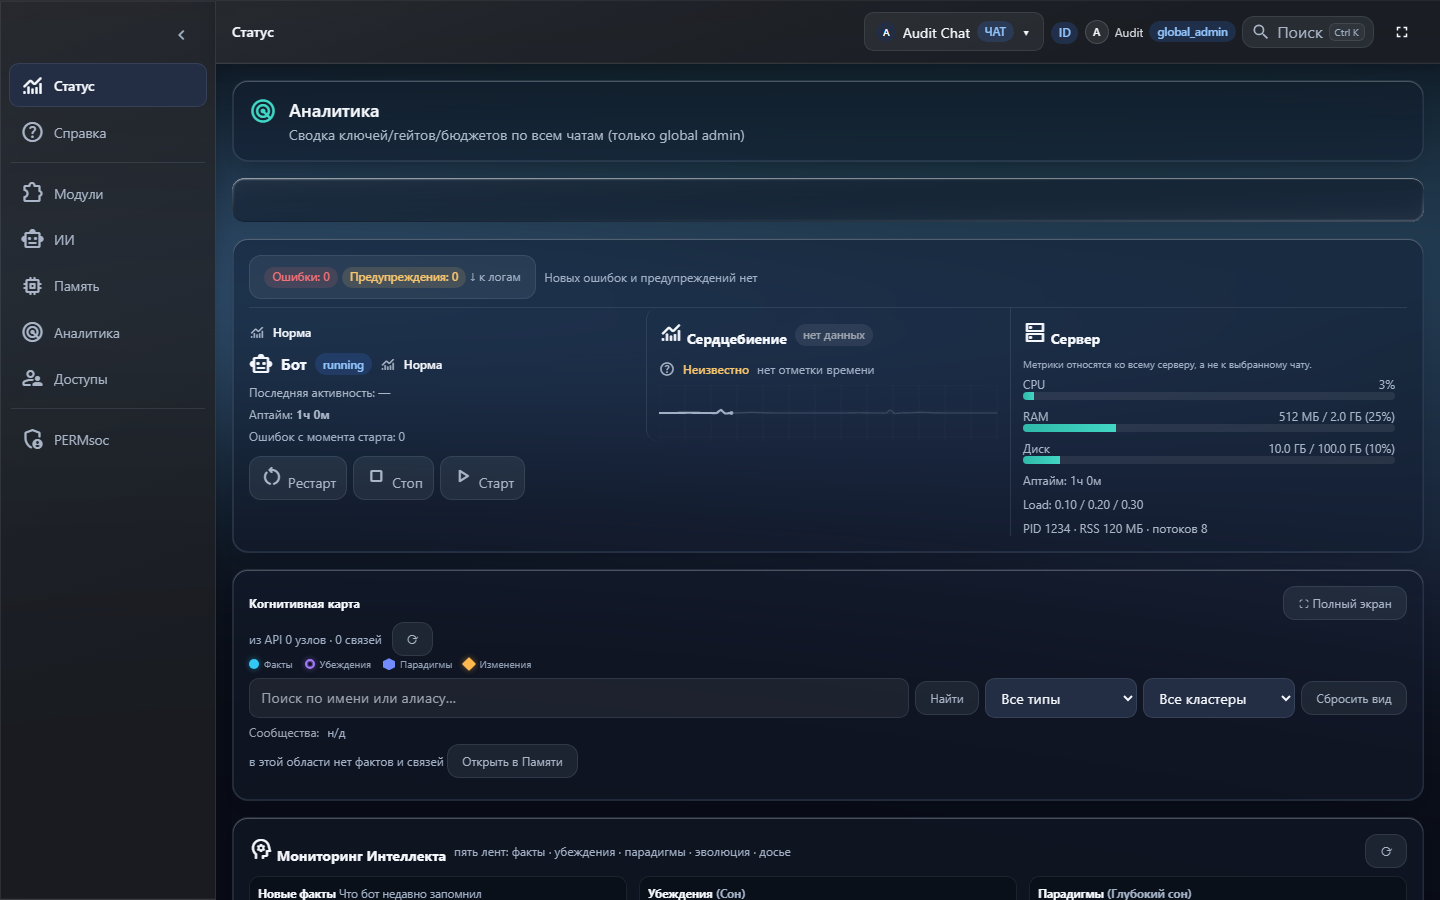 Статус
Справка
Модули
ИИ
Память
Аналитика
Доступы
PERMsoc
Статус
A Audit Chat ЧАТ ▾ ID A Audit global_admin Поиск Ctrl K
Аналитика
Сводка ключей/гейтов/бюджетов по всем чатам (только global admin)
Ошибки: 0 Предупреждения: 0 ↓ к логам Новых ошибок и предупреждений нет
Норма
Бот running Норма
Последняя активность: —
Аптайм: 1ч 0м
Ошибок с момента старта: 0
Рестарт Стоп Старт
Сердцебиение нет данных
Неизвестно нет отметки времени
Сервер
Метрики относятся ко всему серверу, а не к выбранному чату.
CPU 3%
RAM 512 МБ / 2.0 ГБ (25%)
Диск 10.0 ГБ / 100.0 ГБ (10%)
Аптайм: 1ч 0м
Load: 0.10 / 0.20 / 0.30
PID 1234 · RSS 120 МБ · потоков 8
Когнитивная карта
⛶ Полный экран
из API 0 узлов · 0 связей ⟳
Факты Убеждения Парадигмы Изменения
Поиск по имени или алиасу... Найти Все типы Все кластеры Сбросить вид
Сообщества: н/д
в этой области нет фактов и связей Открыть в Памяти
Мониторинг Интеллекта пять лент: факты · убеждения · парадигмы · эволюция · досье ⟳
Новые факты Что бот недавно запомнил
Убеждения (Сон)
Парадигмы (Глубокий сон)